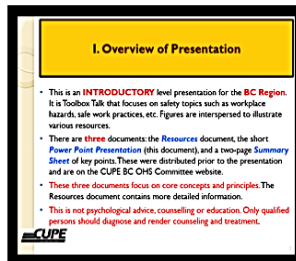 I. Overview of Presentation
• This is an INTRODUCTORY level presentation for the BC Region.
It is Toolbox Talk that focuses on safety topics such as workplace
hazards, safe work practices, etc. Figures are interspersed to illustrate
various resources.
• There are three documents: the Resources document, the short
Power Point Presentation (this document), and a two-page Summary
Sheet of key points. These were distributed prior to the presentation
and are on the CUPE BC OHS Committee website.
• These three documents focus on core concepts and principles. The
Resources document contains more detailed information.
• This is not psychological advice, counselling or education. Only qualified
persons should diagnose and render counseling and treatment.
CUPE